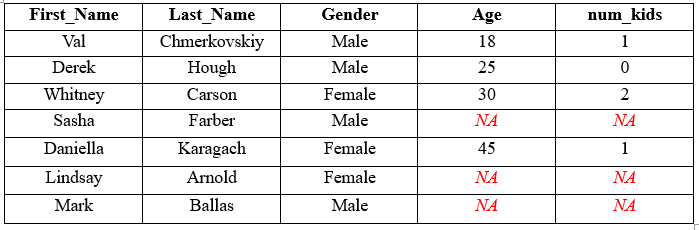 First_Name Last_Name Gender Age num_kids
Val Chmerkovskiy Male 18 1
Derek Hough Male 25 0
Whitney Carson Female 30 2
Sasha Farber Male NA NA
Daniella Karagach Female 45 1
Lindsay Arnold Female NA NA
Mark Ballas Male NA NA